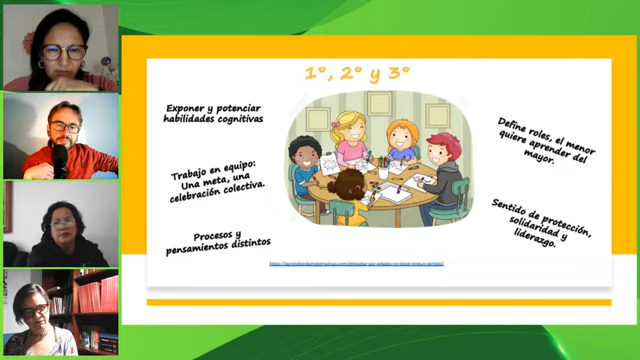 1°, 2° y 3°
Exponer y potenciar
habilidades cognitivas
Trabajo en equipo:
Una meta, una
celebración colectiva.
Procesos y
pensamientos distintos
Define roles, el menor
quiere aprender del
mayor.
Sentido de protección,
solidaridad y
liderazgo.